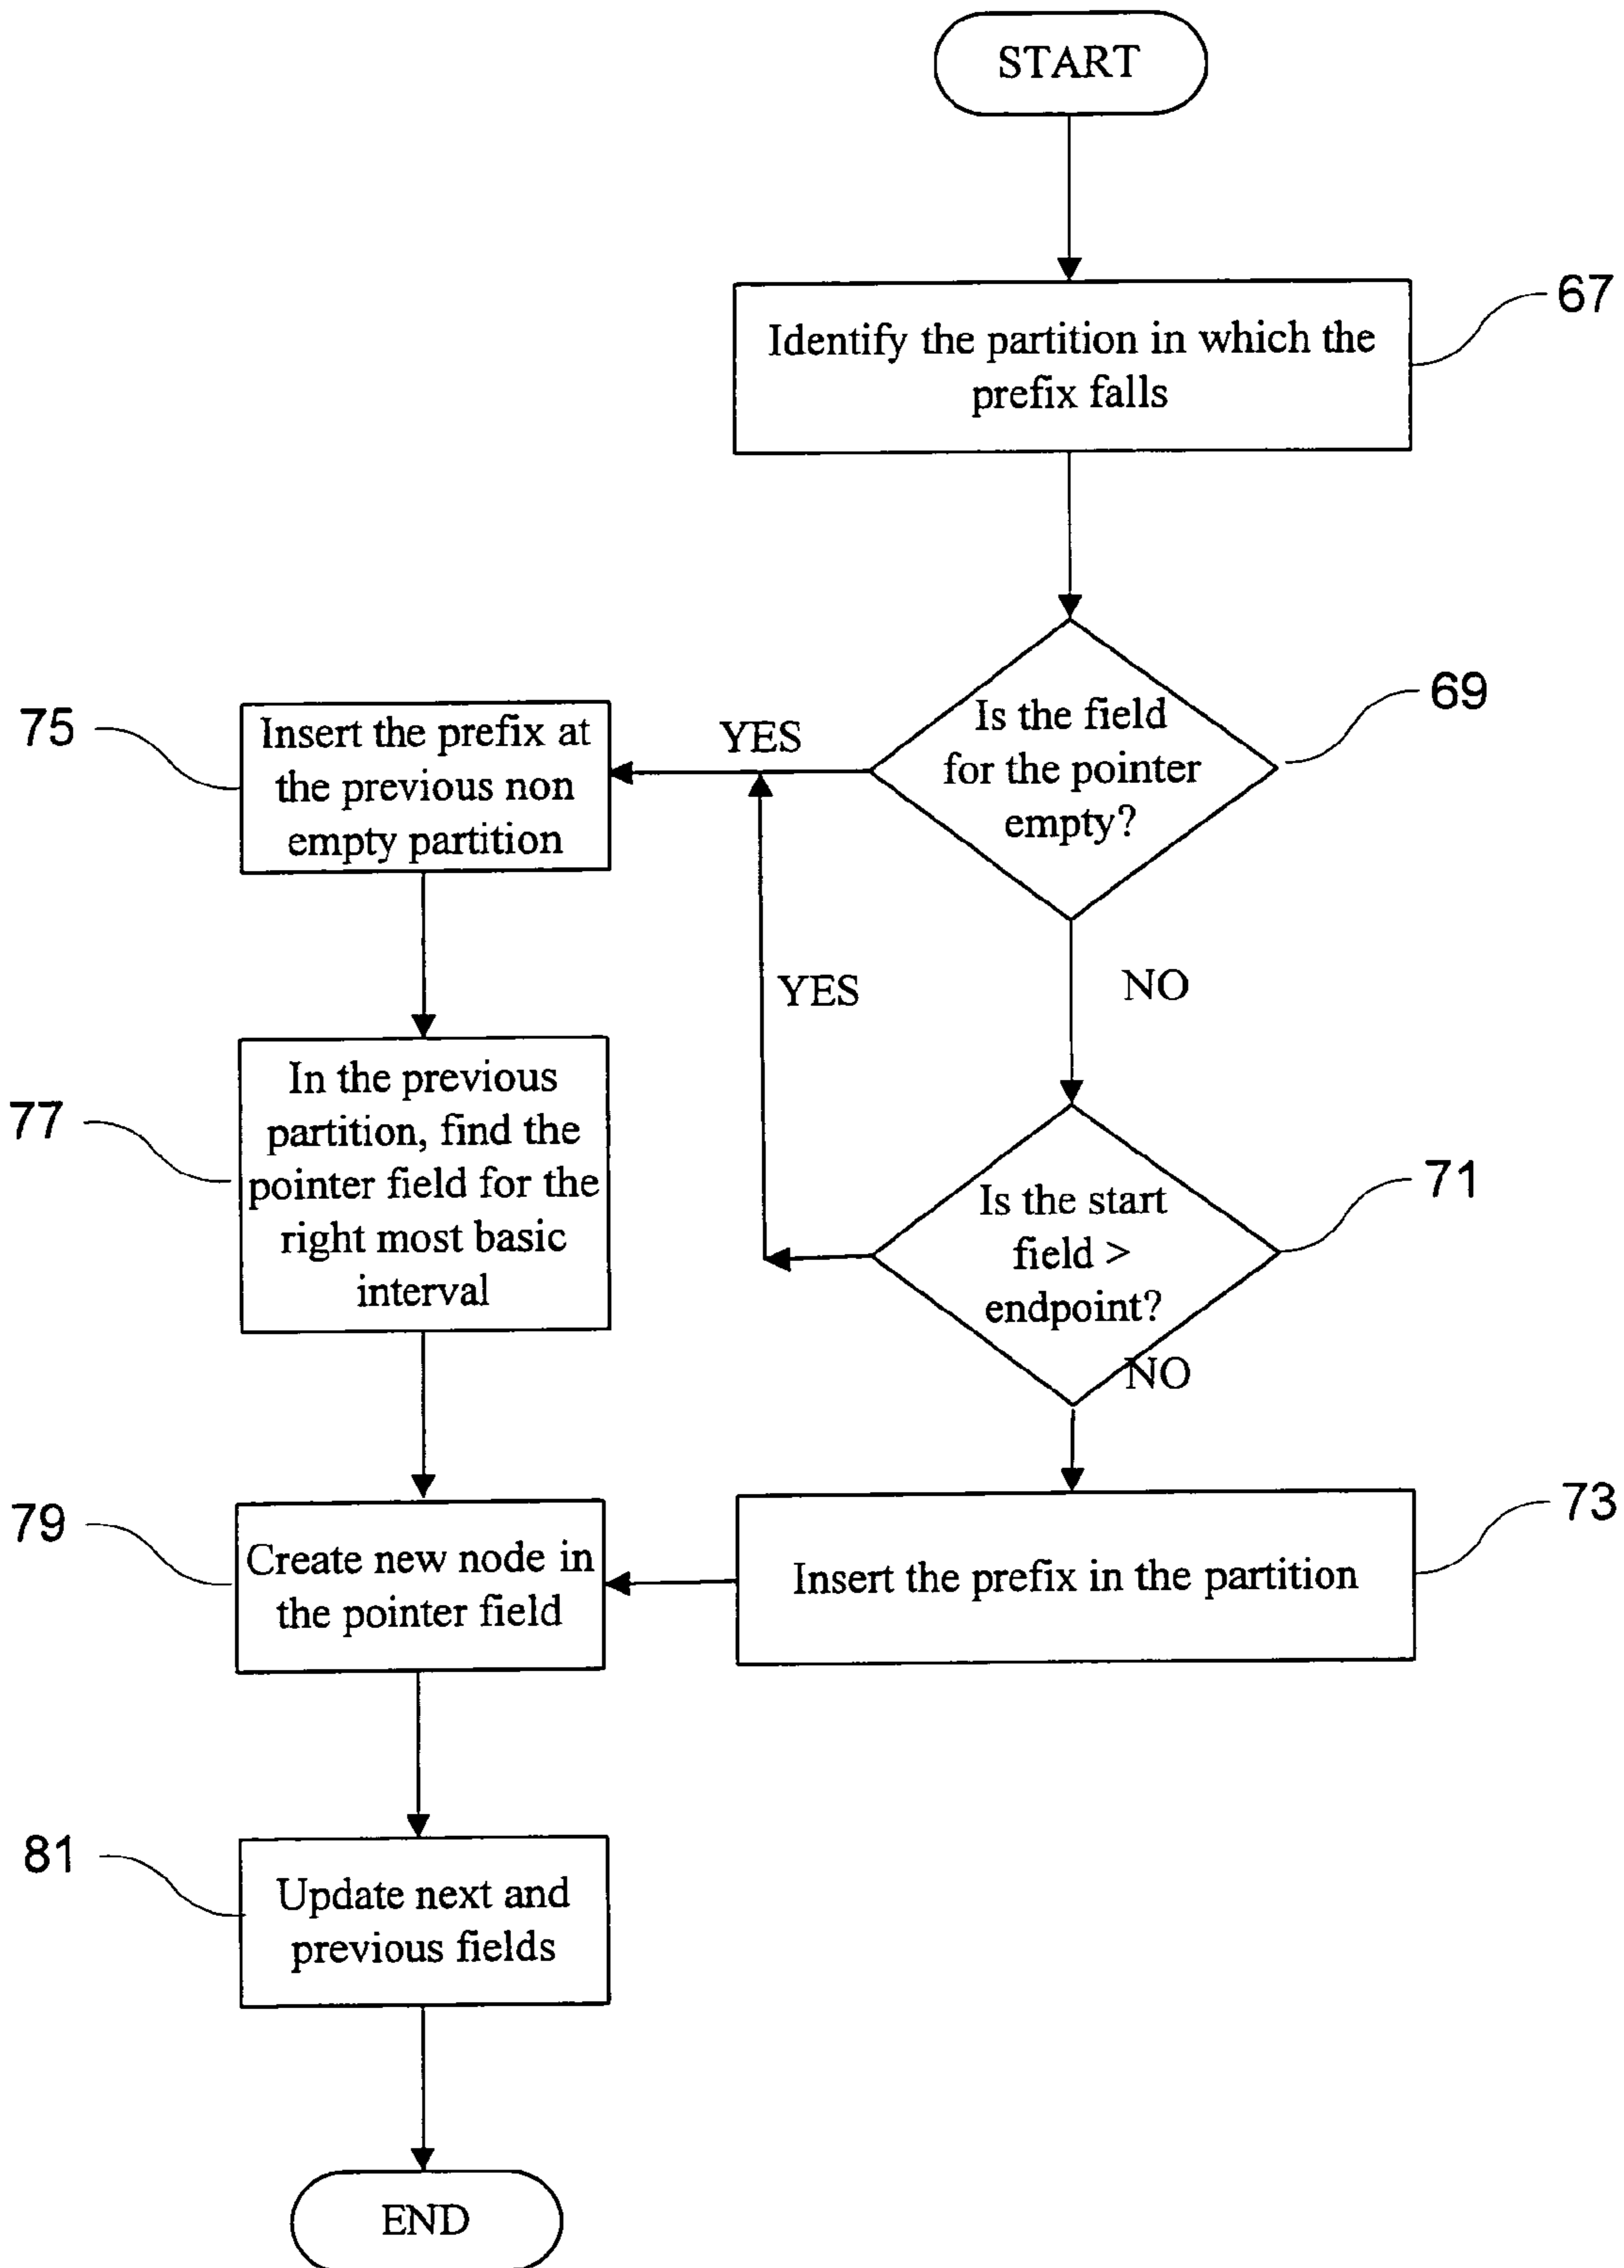 START
Identify the partition in which the
prefix falls
67
Is the field
for the pointer
empty?
69
YES
Insert the prefix at
the previous non
empty partition
75
NO
YES
In the previous
partition, find the
pointer field for the
right most basic
interval
77
Is the start
field >
endpoint?
71
NO
Insert the prefix in the partition
73
Create new node in
the pointer field
79
Update next and
previous fields
81
END